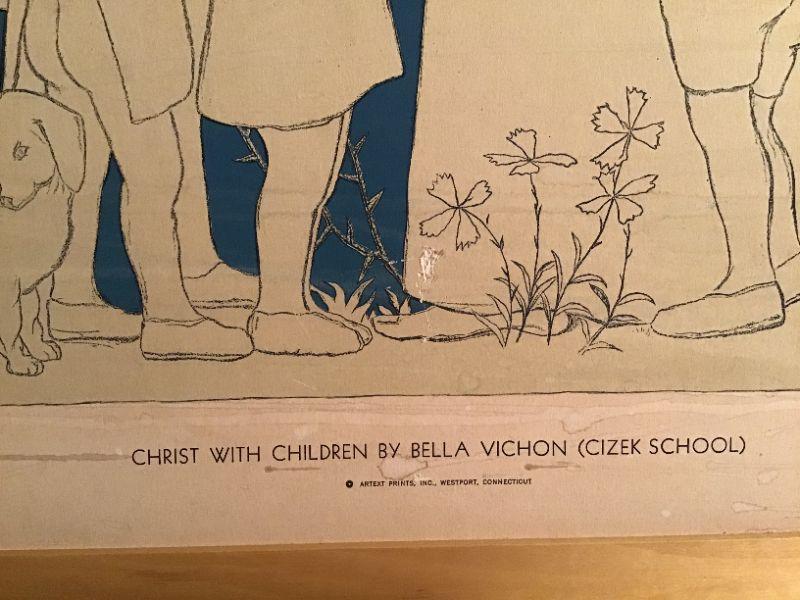 CHRIST WITH CHILDREN BY BELLA VICHON (CIZEK SCHOOL)
© ARTEXT PRINTS, INC., WESTPORT, CONNECTICUT